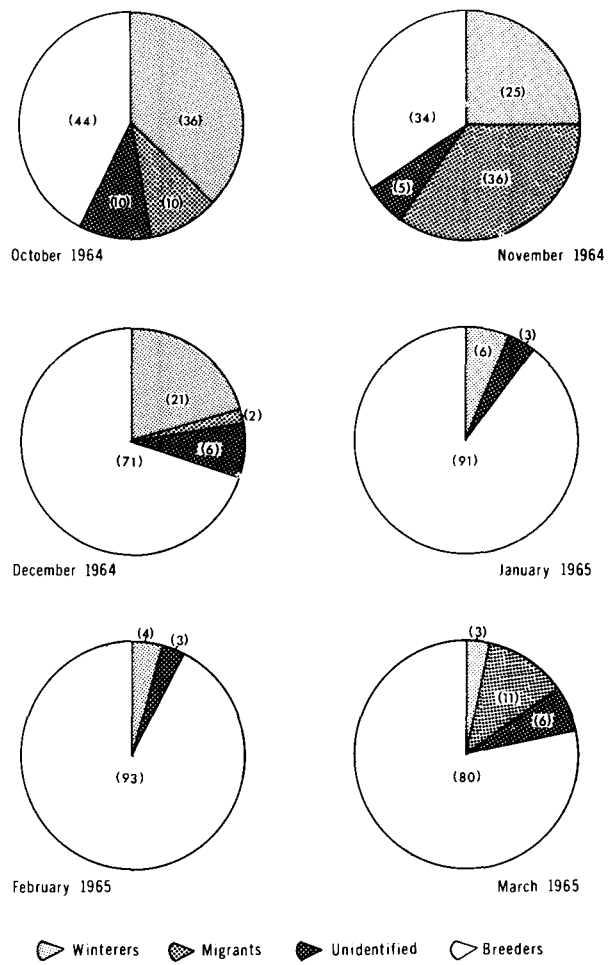 (44) (36) (10) (10)
October 1964
(25) (34) (36) (5)
November 1964
(21) (2) (6) (71)
December 1964
(6) (3) (91)
January 1965
(4) (3) (93)
February 1965
(3) (11) (6) (80)
March 1965
Winterers Migrants Unidentified Breeders